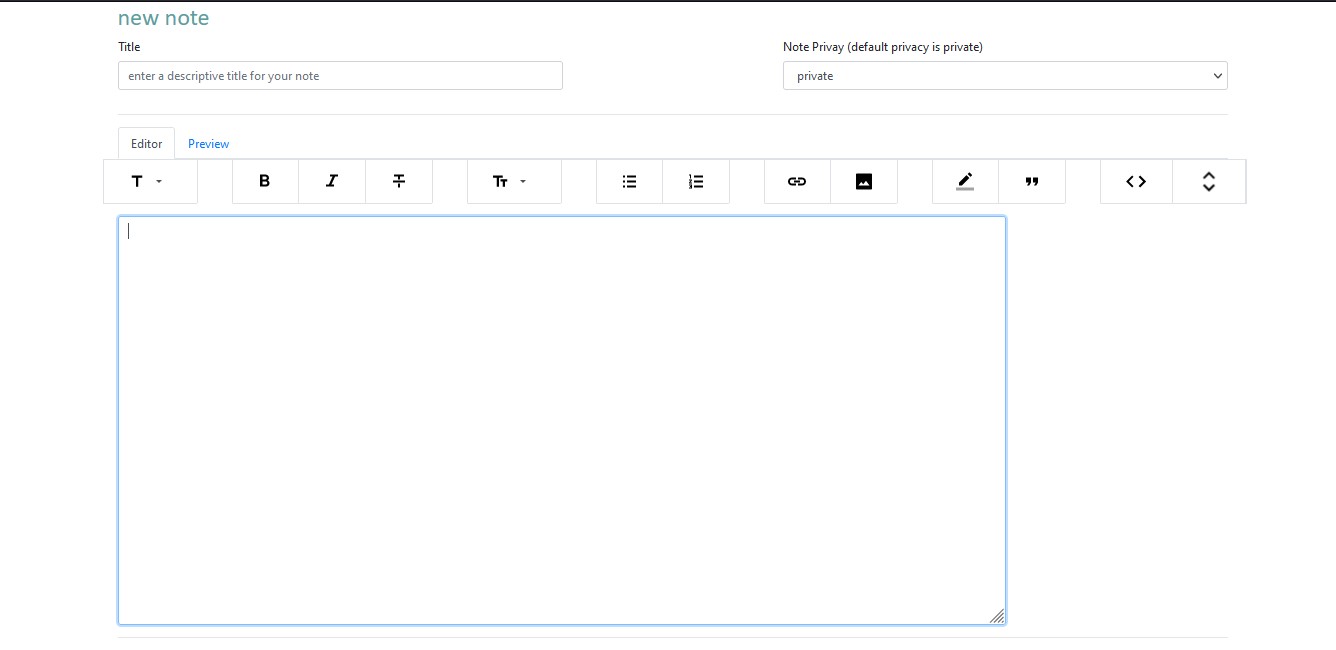 new note
Title
Note Privay (default privacy is private)
enter a descriptive title for your note
private
Editor
Preview